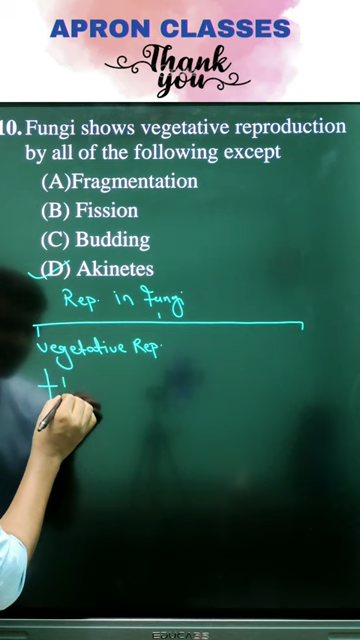 APRON CLASSES
Thank
you
10. Fungi shows vegetative reproduction
by all of the following except
(A)Fragmentation
(B) Fission
(C) Budding
(D) Akinetes
Rep. in Fungi
vegetative Rep.